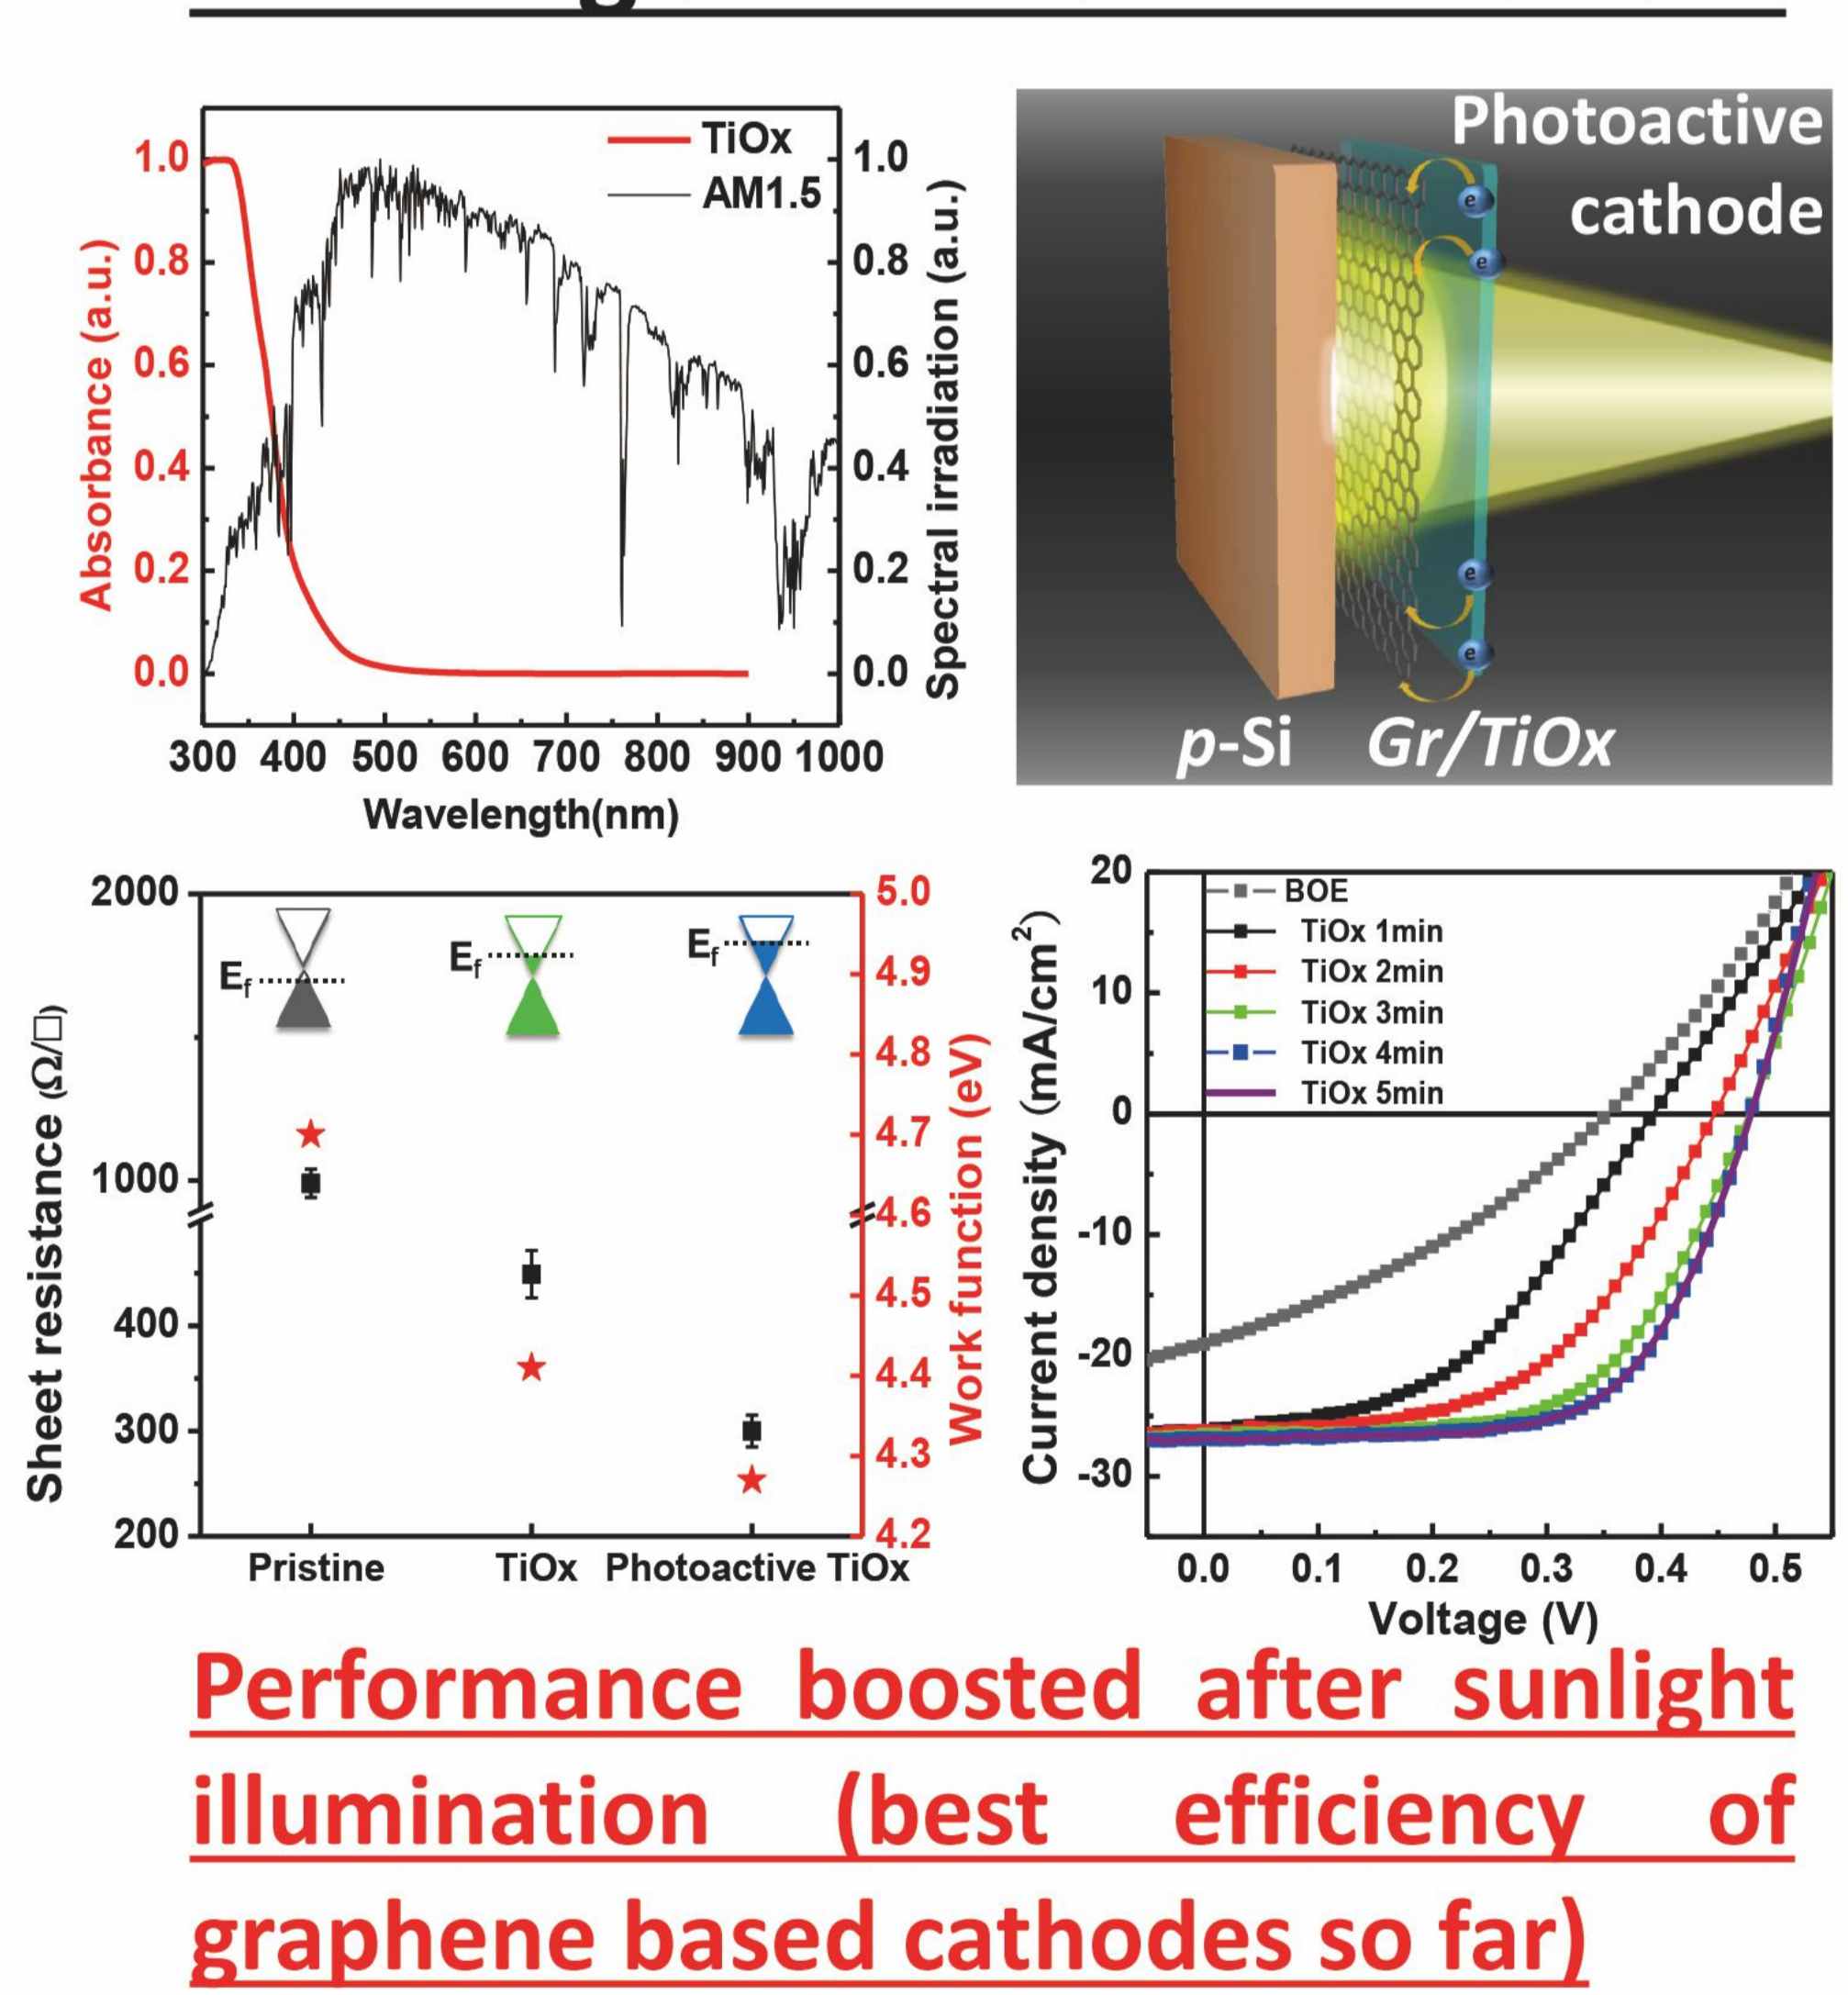 TiOx
AM1.5
1.0
0.8
0.6
0.4
0.2
0.0
Absorbance (a.u.)
1.0
0.8
0.6
0.4
0.2
0.0
Spectral irradiation (a.u.)
300 400 500 600 700 800 900 1000
Wavelength(nm)
Photoactive
cathode
e
e
e
e
p-Si Gr/TiOx
2000
1000
400
300
200
Sheet resistance (Ω/□)
Ef
Ef
Ef
5.0
4.9
4.8
4.7
4.6
4.5
4.4
4.3
4.2
Work function (eV)
Pristine TiOx Photoactive TiOx
20
10
0
-10
-20
-30
Current density (mA/cm²)
BOE
TiOx 1min
TiOx 2min
TiOx 3min
TiOx 4min
TiOx 5min
0.0 0.1 0.2 0.3 0.4 0.5
Voltage (V)
Performance boosted after sunlight
illumination (best efficiency of
graphene based cathodes so far)